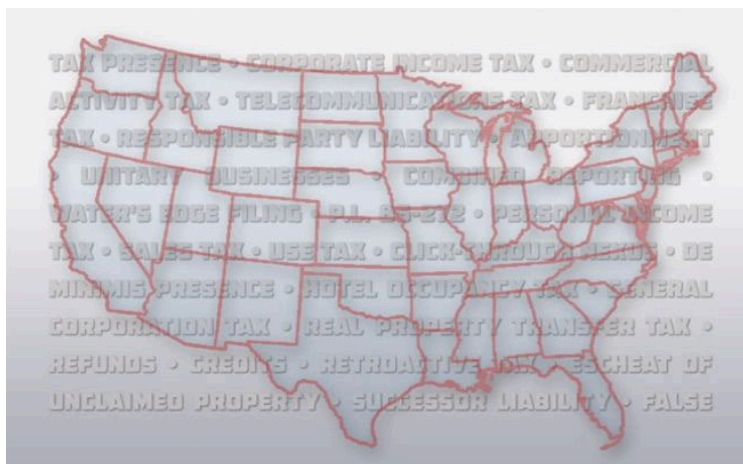 TAX PRESENCE • CORPORATE INCOME TAX • COMMERCIAL
ACTIVITY TAX • TELECOMMUNICATIONS TAX • FRANCHISE
TAX • RESPONSIBLE PARTY LIABILITY • APPORTIONMENT
• UNITARY BUSINESSES • COMBINED REPORTING •
WATER'S EDGE FILING • P.L. 86-272 • PERSONAL INCOME
TAX • SALES TAX • USE TAX • CLICK-THROUGH NEXUS • DE
MINIMIS PRESENCE • HOTEL OCCUPANCY TAX • GENERAL
CORPORATION TAX • REAL PROPERTY TRANSFER TAX •
REFUNDS • CREDITS • RETROACTIVE TAX • ESCHEAT OF
UNCLAIMED PROPERTY • SUCCESSOR LIABILITY • FALSE